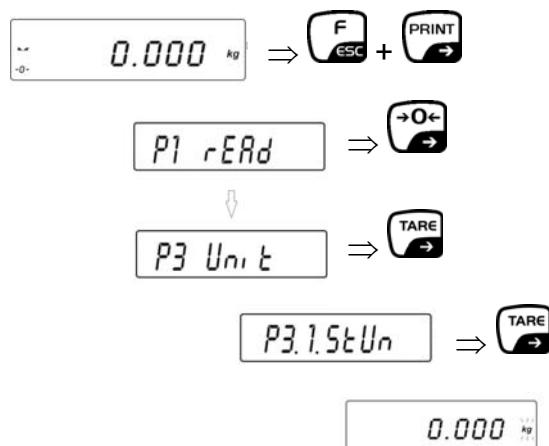 -0- 0.000 kg ⇒ F ESC + PRINT
P1 rEAd ⇒ →0←
P3 Unit ⇒ TARE
P3.1.StUn ⇒ TARE
0.000 kg